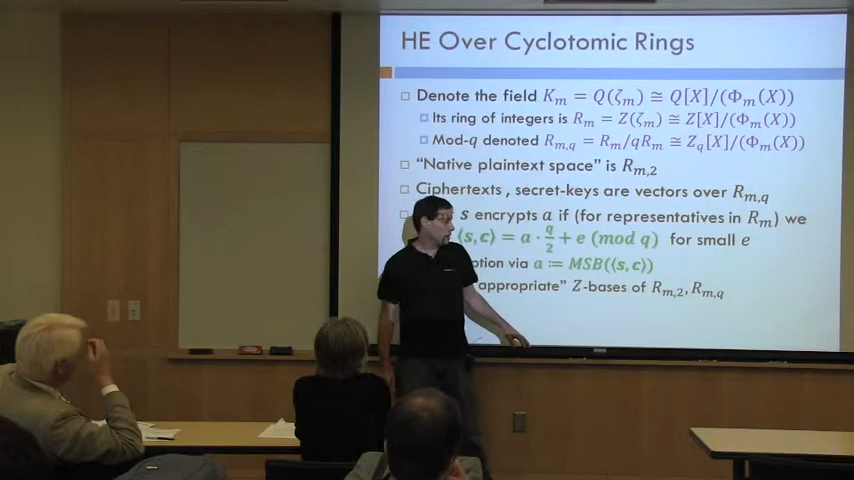 HE Over Cyclotomic Rings
Denote the field K_m = Q(ζ_m) ≅ Q[X]/(Φ_m(X))
Its ring of integers is R_m = Z(ζ_m) ≅ Z[X]/(Φ_m(X))
Mod-q denoted R_{m,q} = R_m/qR_m ≅ Z_q[X]/(Φ_m(X))
"Native plaintext space" is R_{m,2}
Ciphertexts, secret-keys are vectors over R_{m,q}
s encrypts a if (for representatives in R_m) we
⟨s,c⟩ = a · q/2 + e (mod q) for small e
via a := MSB(⟨s,c⟩)
appropriate" Z-bases of R_{m,2}, R_{m,q}